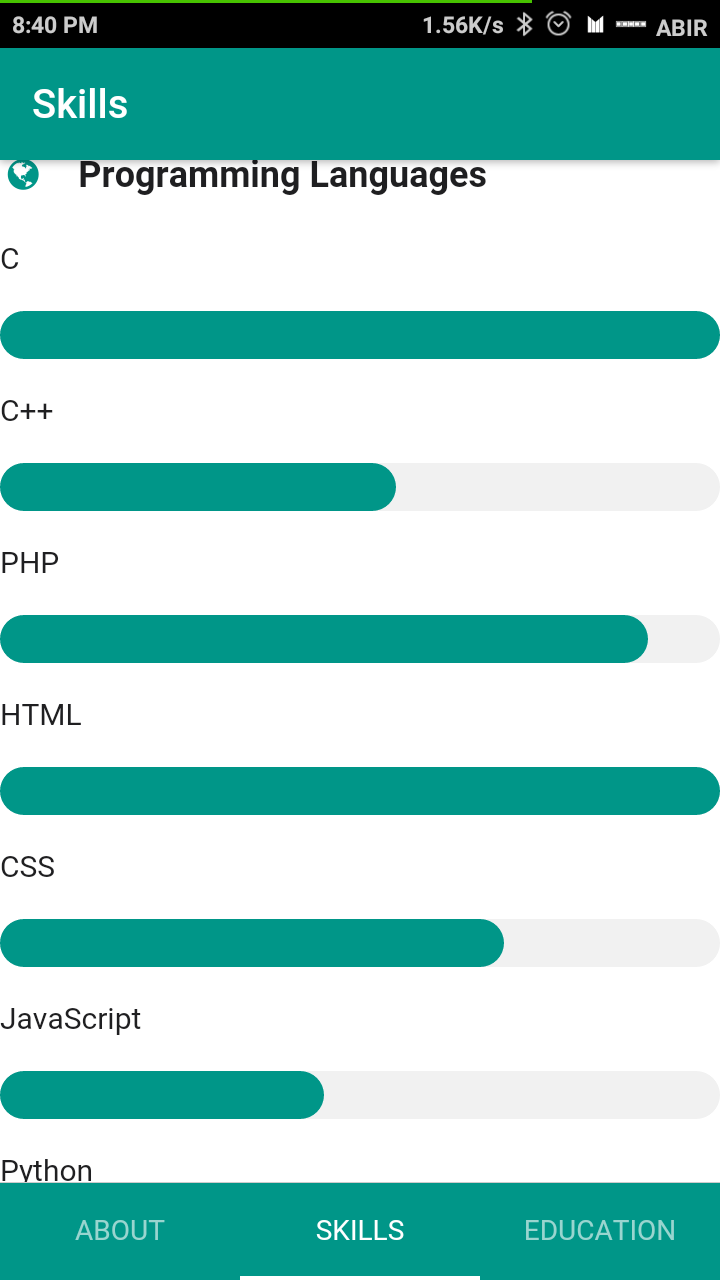 8:40 PM 1.56K/s ABIR
Skills
Programming Languages
C
C++
PHP
HTML
CSS
JavaScript
Python
ABOUT SKILLS EDUCATION